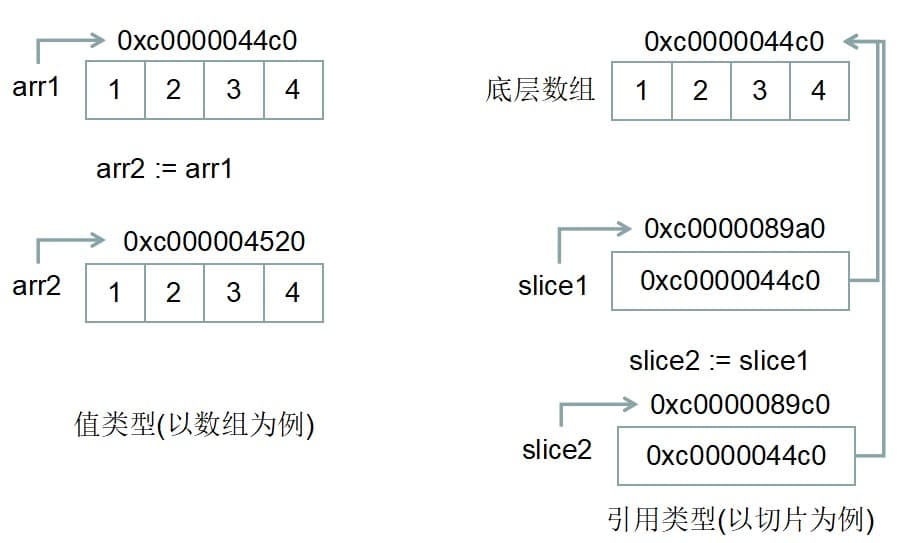 0xc0000044c0
arr1
1 2 3 4
arr2 := arr1
0xc000004520
arr2
1 2 3 4
值类型(以数组为例)
0xc0000044c0
底层数组
1 2 3 4
0xc0000089a0
slice1
0xc0000044c0
slice2 := slice1
0xc0000089c0
slice2
0xc0000044c0
引用类型(以切片为例)